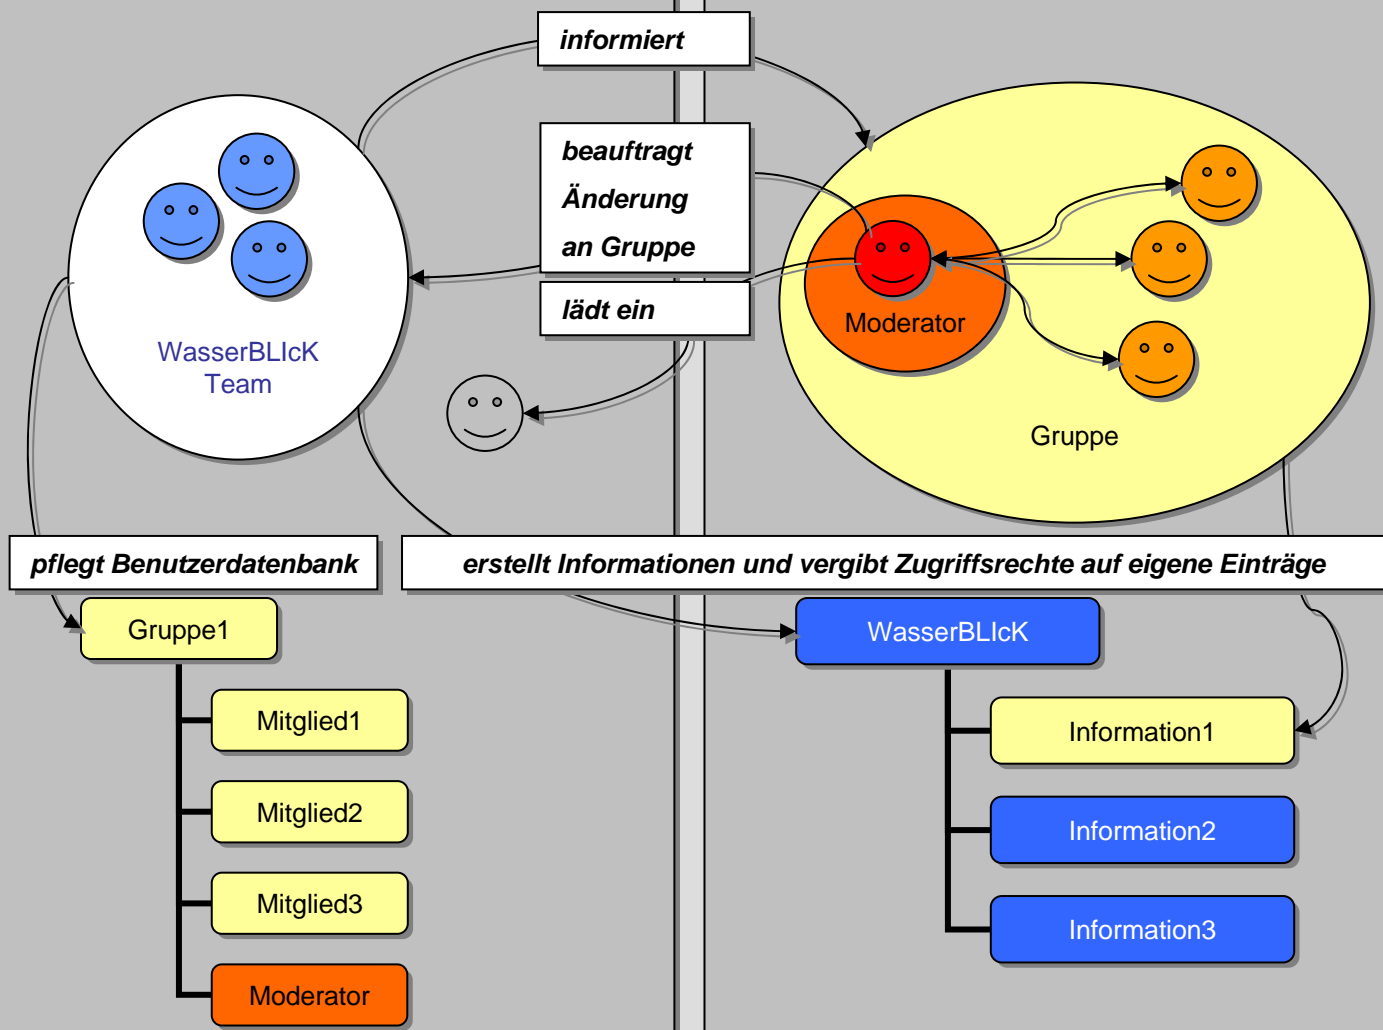 informiert
beauftragt
Änderung
an Gruppe
lädt ein
WasserBLIcK
Team
Moderator
Gruppe
pflegt Benutzerdatenbank
erstellt Informationen und vergibt Zugriffsrechte auf eigene Einträge
Gruppe1
Mitglied1
Mitglied2
Mitglied3
Moderator
WasserBLIcK
Information1
Information2
Information3